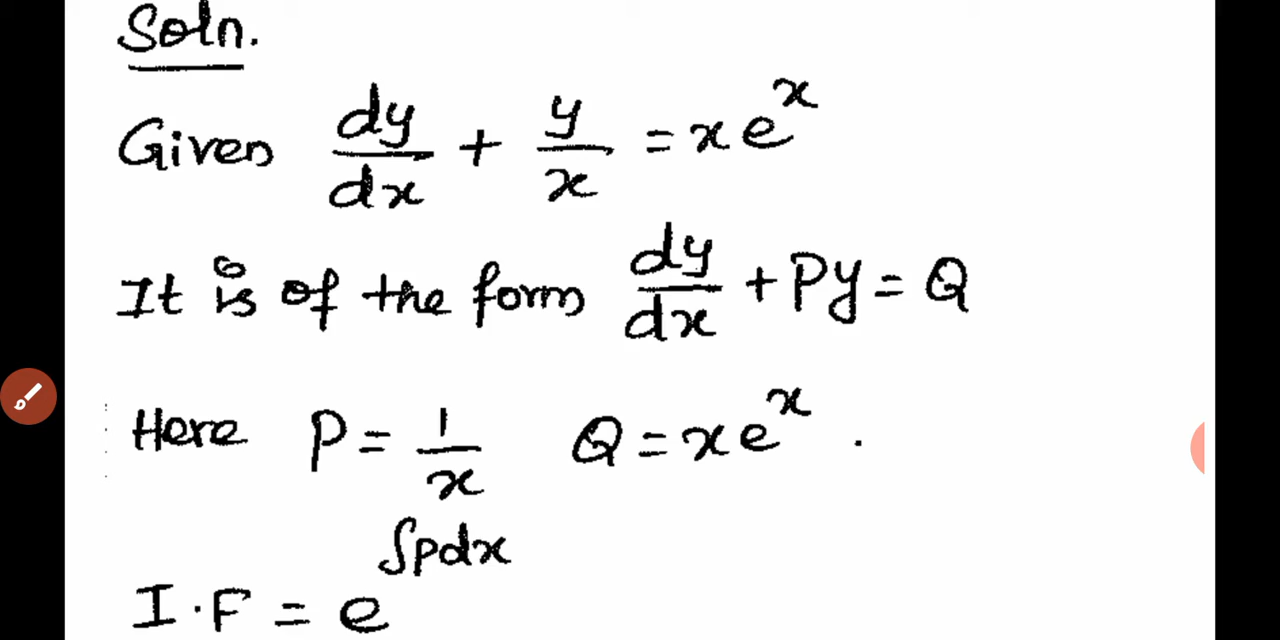 Soln.
Given dy/dx + y/x = xe^x
It is of the form dy/dx + Py = Q
Here P = 1/x Q = xe^x .
I.F = e^∫pdx